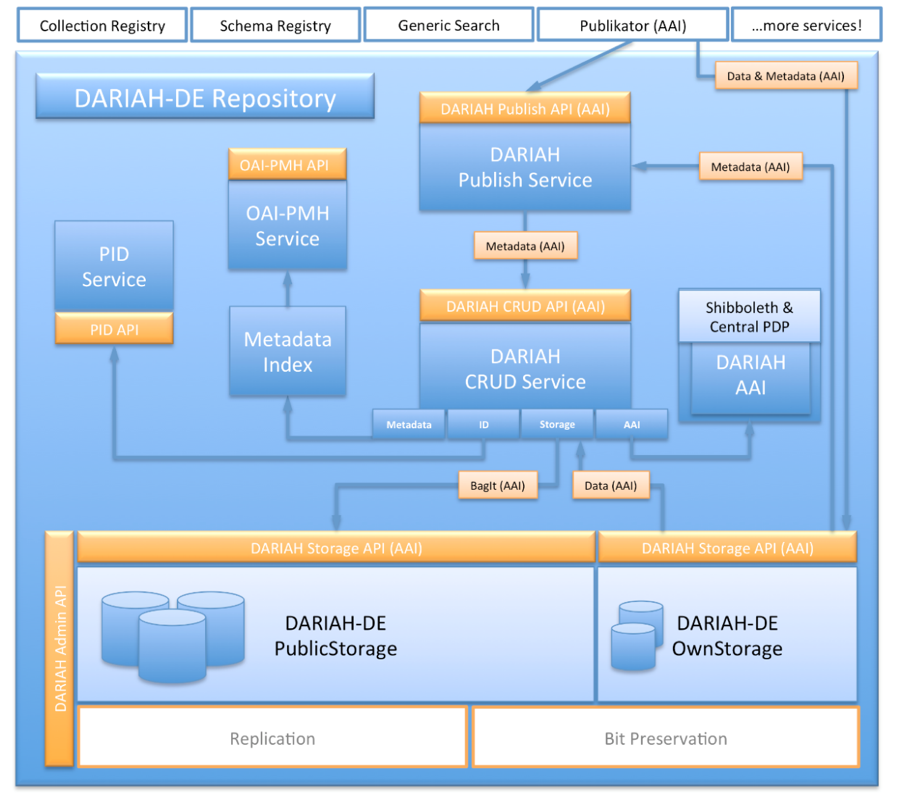 Collection Registry
Schema Registry
Generic Search
Publikator (AAI)
...more services!
Data & Metadata (AAI)
DARIAH-DE Repository
DARIAH Publish API (AAI)
DARIAH
Publish Service
Metadata (AAI)
OAI-PMH API
OAI-PMH
Service
PID
Service
PID API
Metadata (AAI)
DARIAH CRUD API (AAI)
DARIAH
CRUD Service
Metadata
Index
Shibboleth &
Central PDP
DARIAH
AAI
Metadata
ID
Storage
AAI
BagIt (AAI)
Data (AAI)
DARIAH Admin API
DARIAH Storage API (AAI)
DARIAH Storage API (AAI)
DARIAH-DE
PublicStorage
DARIAH-DE
OwnStorage
Replication
Bit Preservation